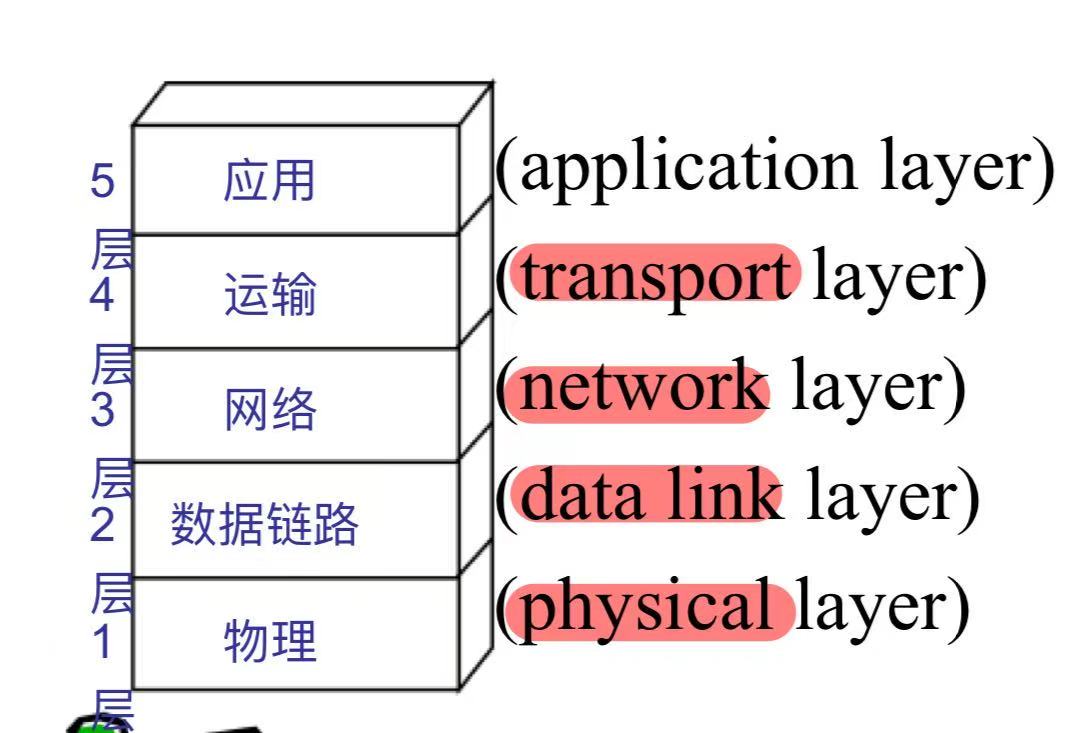 5 应用 (application layer)
层
4 运输 (transport layer)
层
3 网络 (network layer)
层
2 数据链路 (data link layer)
层
1 物理 (physical layer)
层